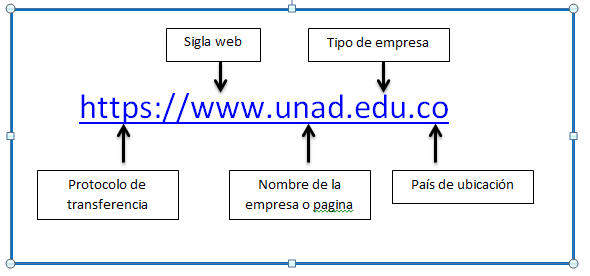 Sigla web
Tipo de empresa
https://www.unad.edu.co
Protocolo de
transferencia
Nombre de la
empresa o pagina
País de ubicación